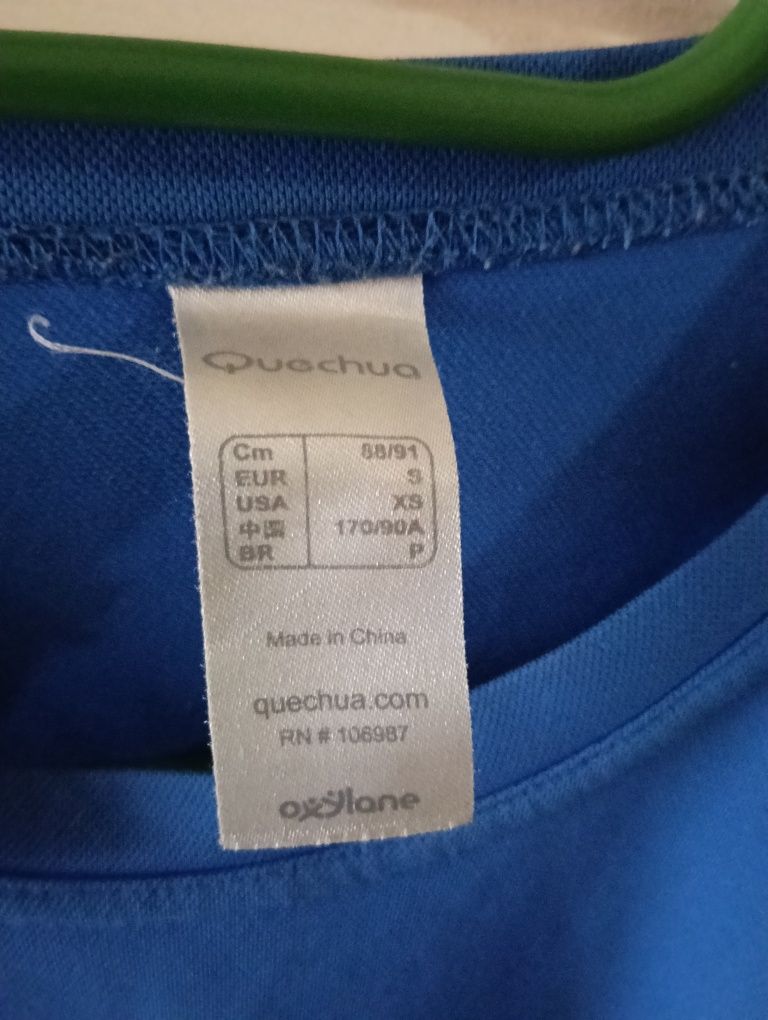 Quechua
Cm 88/91
EUR S
USA XS
中国 170/90A
BR P
Made in China
quechua.com
RN # 106987
oxylane